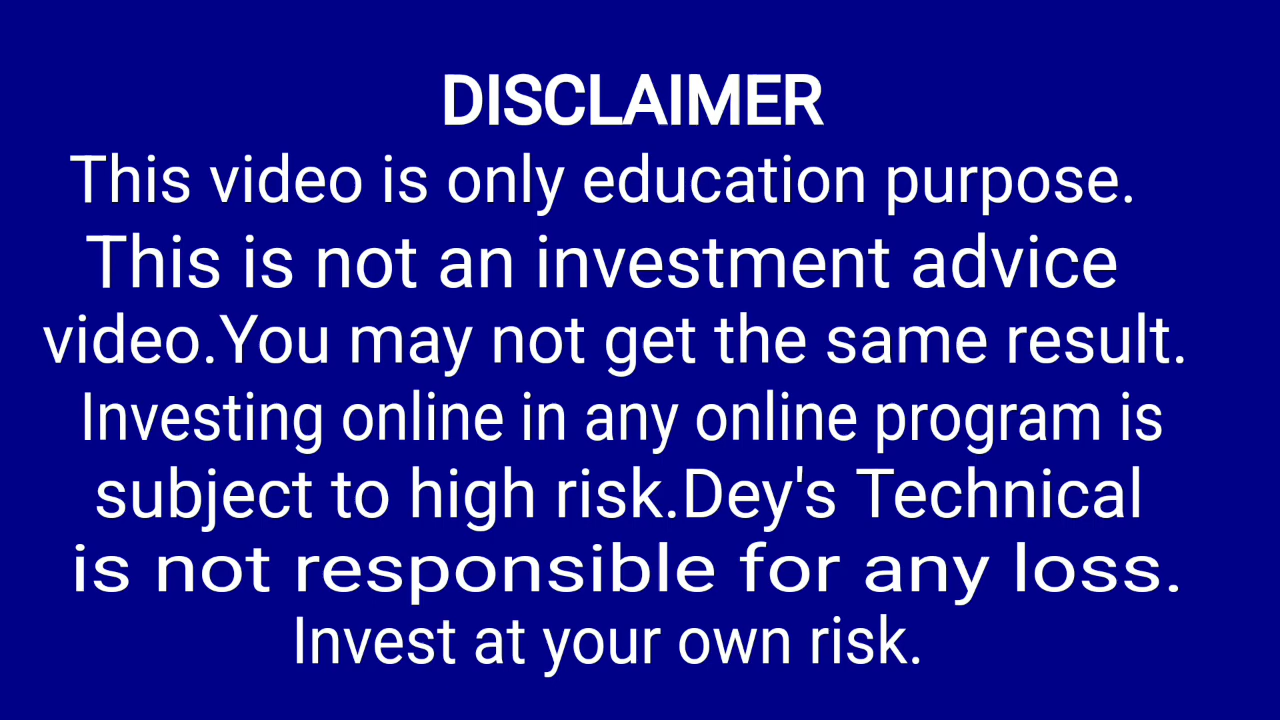 DISCLAIMER
This video is only education purpose.
This is not an investment advice
video.You may not get the same result.
Investing online in any online program is
subject to high risk.Dey's Technical
is not responsible for any loss.
Invest at your own risk.